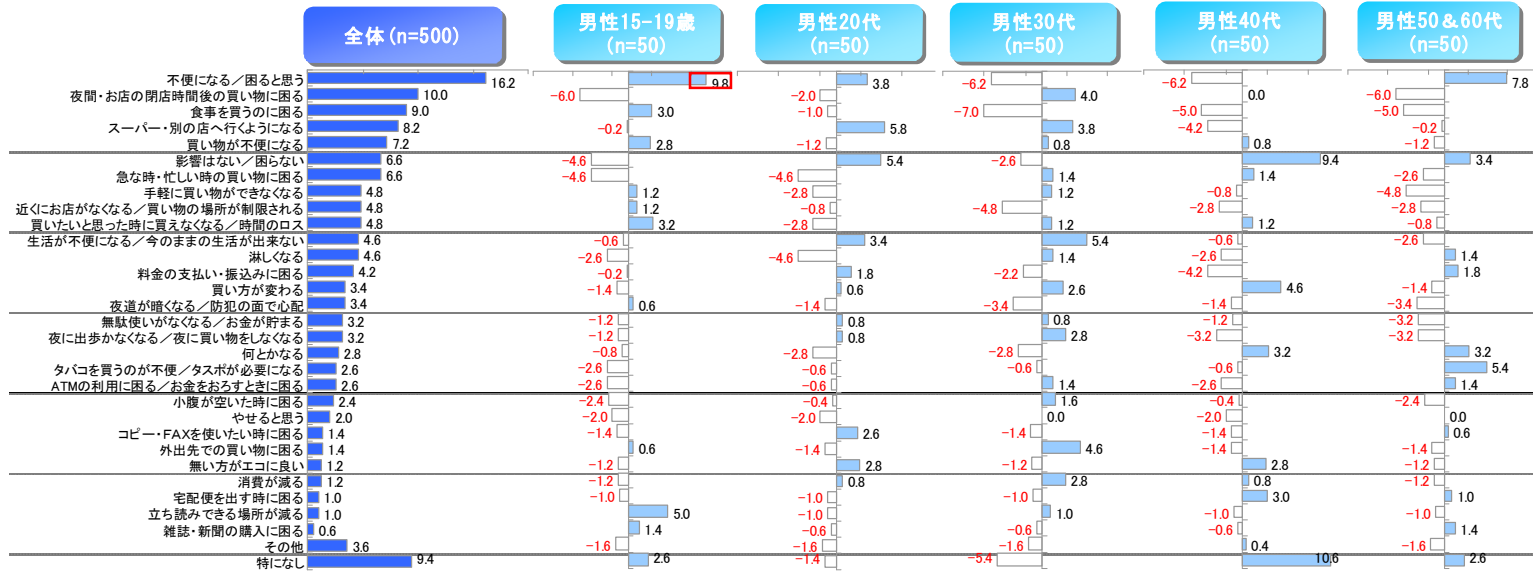 全体(n=500) 男性15-19歳 (n=50) 男性20代 (n=50) 男性30代 (n=50) 男性40代 (n=50) 男性50&60代 (n=50)
不便になる/困ると思う 16.2 9.8 3.8 -6.2 -6.2 7.8
夜間・お店の閉店時間後の買い物に困る 10.0 -6.0 -2.0 4.0 0.0 -6.0
食事を買うのに困る 9.0 3.0 -1.0 -7.0 -5.0 -5.0
スーパー・別の店へ行くようになる 8.2 -0.2 5.8 3.8 -4.2 -0.2
買い物が不便になる 7.2 2.8 -1.2 0.8 0.8 -1.2
影響はない/困らない 6.6 -4.6 5.4 -2.6 9.4 3.4
急な時・忙しい時の買い物に困る 6.6 -4.6 -4.6 1.4 1.4 -2.6
手軽に買い物ができなくなる 4.8 1.2 -2.8 1.2 -0.8 -4.8
近くにお店がなくなる/買い物の場所が制限される 4.8 1.2 -0.8 -4.8 -2.8 -2.8
買いたいと思った時に買えなくなる/時間のロス 4.8 3.2 -2.8 1.2 1.2 -0.8
生活が不便になる/今のままの生活が出来ない 4.6 -0.6 3.4 5.4 -0.6 -2.6
淋しくなる 4.6 -2.6 -4.6 1.4 -2.6 1.4
料金の支払い・振込みに困る 4.2 -0.2 1.8 -2.2 -4.2 1.8
買い方が変わる 3.4 -1.4 0.6 2.6 4.6 -1.4
夜道が暗くなる/防犯の面で心配 3.4 0.6 -1.4 -3.4 -1.4 -3.4
無駄使いがなくなる/お金が貯まる 3.2 -1.2 0.8 0.8 -1.2 -3.2
夜に出歩かなくなる/夜に買い物をしなくなる 3.2 -1.2 0.8 2.8 -3.2 -3.2
何とかなる 2.8 -0.8 -2.8 -2.8 3.2 3.2
タバコを買うのが不便/タスポが必要になる 2.6 -2.6 -0.6 -0.6 -0.6 5.4
ATMの利用に困る/お金をおろすときに困る 2.6 -2.6 -0.6 1.4 -2.6 1.4
小腹が空いた時に困る 2.4 -2.4 -0.4 1.6 -0.4 -2.4
やせると思う 2.0 -2.0 -2.0 0.0 -2.0 0.0
コピー・FAXを使いたい時に困る 1.4 -1.4 2.6 -1.4 -1.4 0.6
外出先での買い物に困る 1.4 0.6 -1.4 4.6 -1.4 -1.4
無い方がエコに良い 1.2 -1.2 2.8 -1.2 2.8 -1.2
消費が減る 1.2 -1.2 0.8 2.8 0.8 -1.2
宅配便を出す時に困る 1.0 -1.0 -1.0 -1.0 3.0 1.0
立ち読みできる場所が減る 1.0 5.0 -1.0 1.0 -1.0 -1.0
雑誌・新聞の購入に困る 0.6 1.4 -0.6 -0.6 -0.6 1.4
その他 3.6 -1.6 -1.6 -1.6 0.4 -1.6
特になし 9.4 2.6 -1.4 -5.4 10.6 2.6